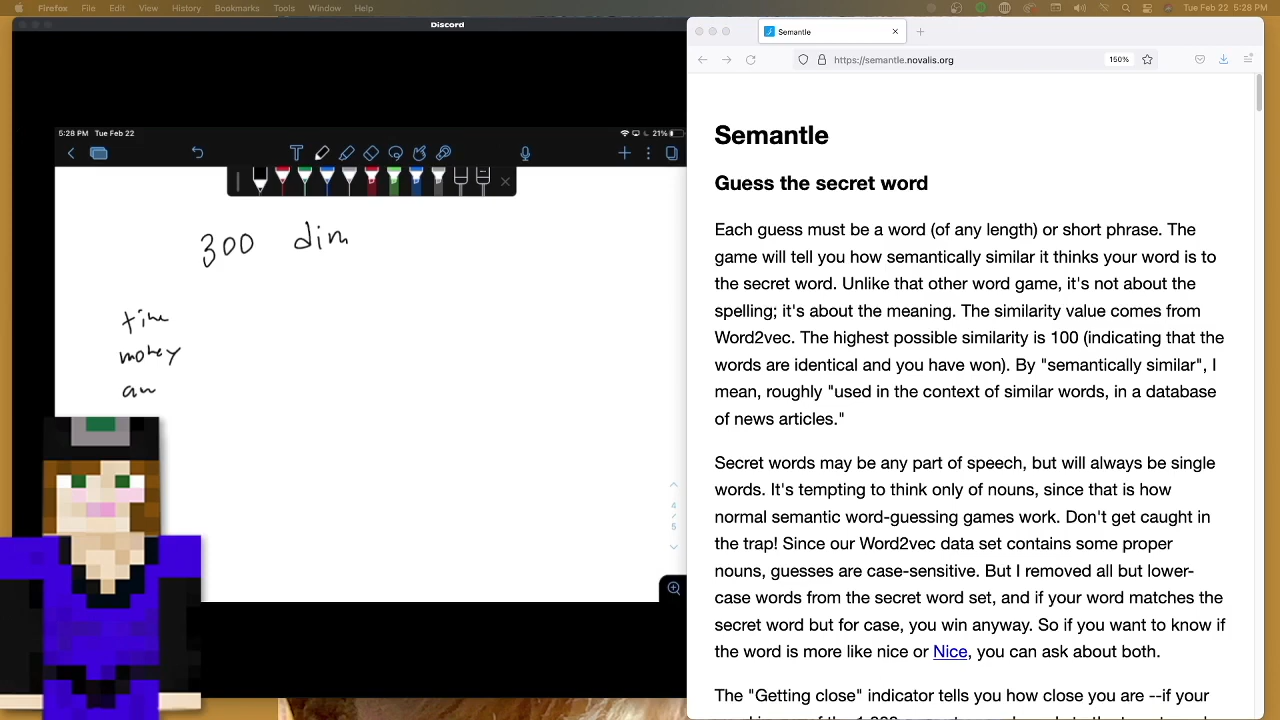 Firefox File Edit View History Bookmarks Tools Window Help
Tue Feb 22 5:28 PM
Discord
5:28 PM Tue Feb 22
21%
300 dim
time
money
an
4
/
5
Semantle
https://semantle.novalis.org
150%
Semantle
Guess the secret word
Each guess must be a word (of any length) or short phrase. The
game will tell you how semantically similar it thinks your word is to
the secret word. Unlike that other word game, it's not about the
spelling; it's about the meaning. The similarity value comes from
Word2vec. The highest possible similarity is 100 (indicating that the
words are identical and you have won). By "semantically similar", I
mean, roughly "used in the context of similar words, in a database
of news articles."
Secret words may be any part of speech, but will always be single
words. It's tempting to think only of nouns, since that is how
normal semantic word-guessing games work. Don't get caught in
the trap! Since our Word2vec data set contains some proper
nouns, guesses are case-sensitive. But I removed all but lower-
case words from the secret word set, and if your word matches the
secret word but for case, you win anyway. So if you want to know if
the word is more like nice or Nice, you can ask about both.
The "Getting close" indicator tells you how close you are --if your